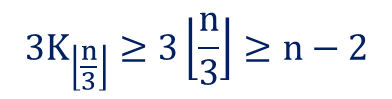 3K⌊n/3⌋ ≥ 3 ⌊n/3⌋ ≥ n − 2